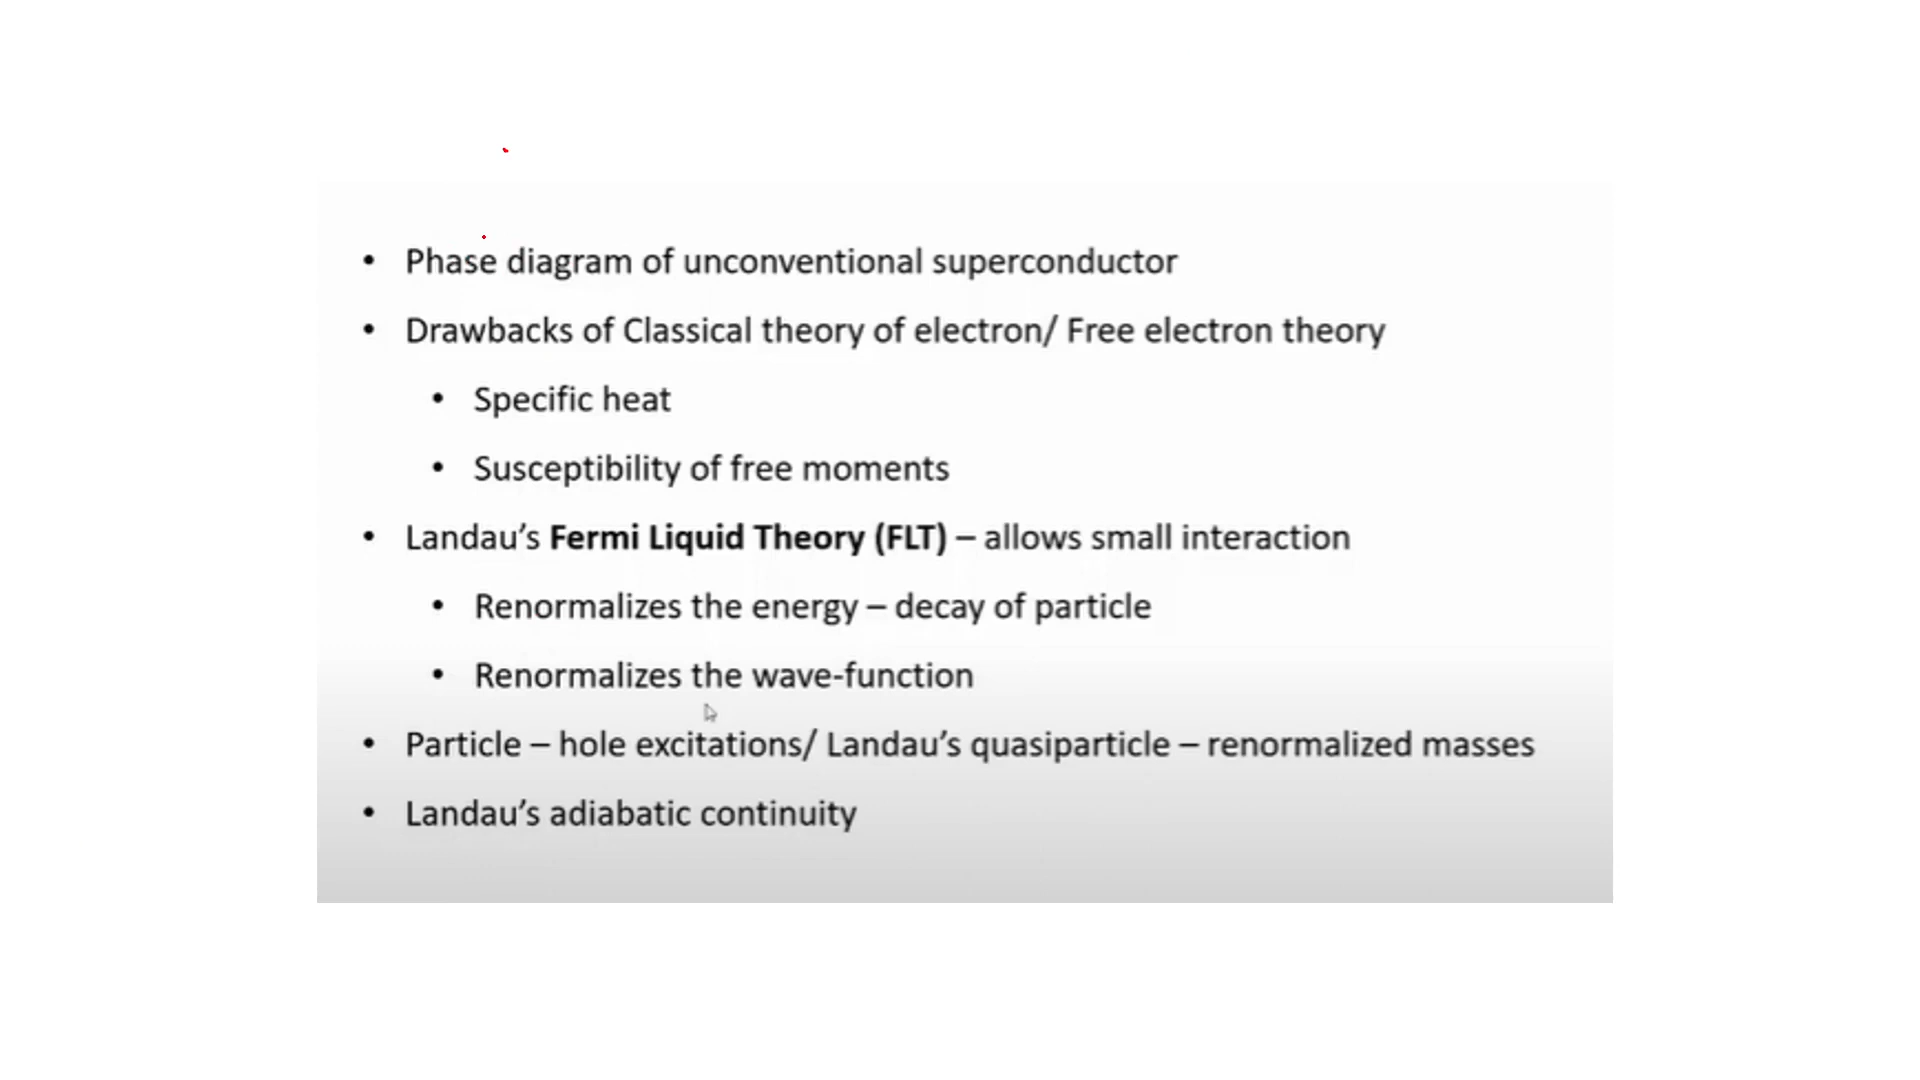 • Phase diagram of unconventional superconductor
• Drawbacks of Classical theory of electron/ Free electron theory
• Specific heat
• Susceptibility of free moments
• Landau’s Fermi Liquid Theory (FLT) – allows small interaction
• Renormalizes the energy – decay of particle
• Renormalizes the wave-function
• Particle – hole excitations/ Landau’s quasiparticle – renormalized masses
• Landau’s adiabatic continuity